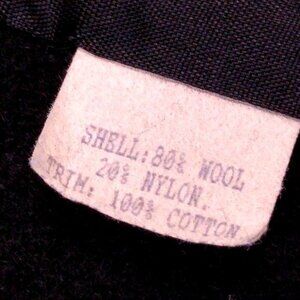 SHELL: 80% WOOL
20% NYLON.
TRIM: 100% COTTON